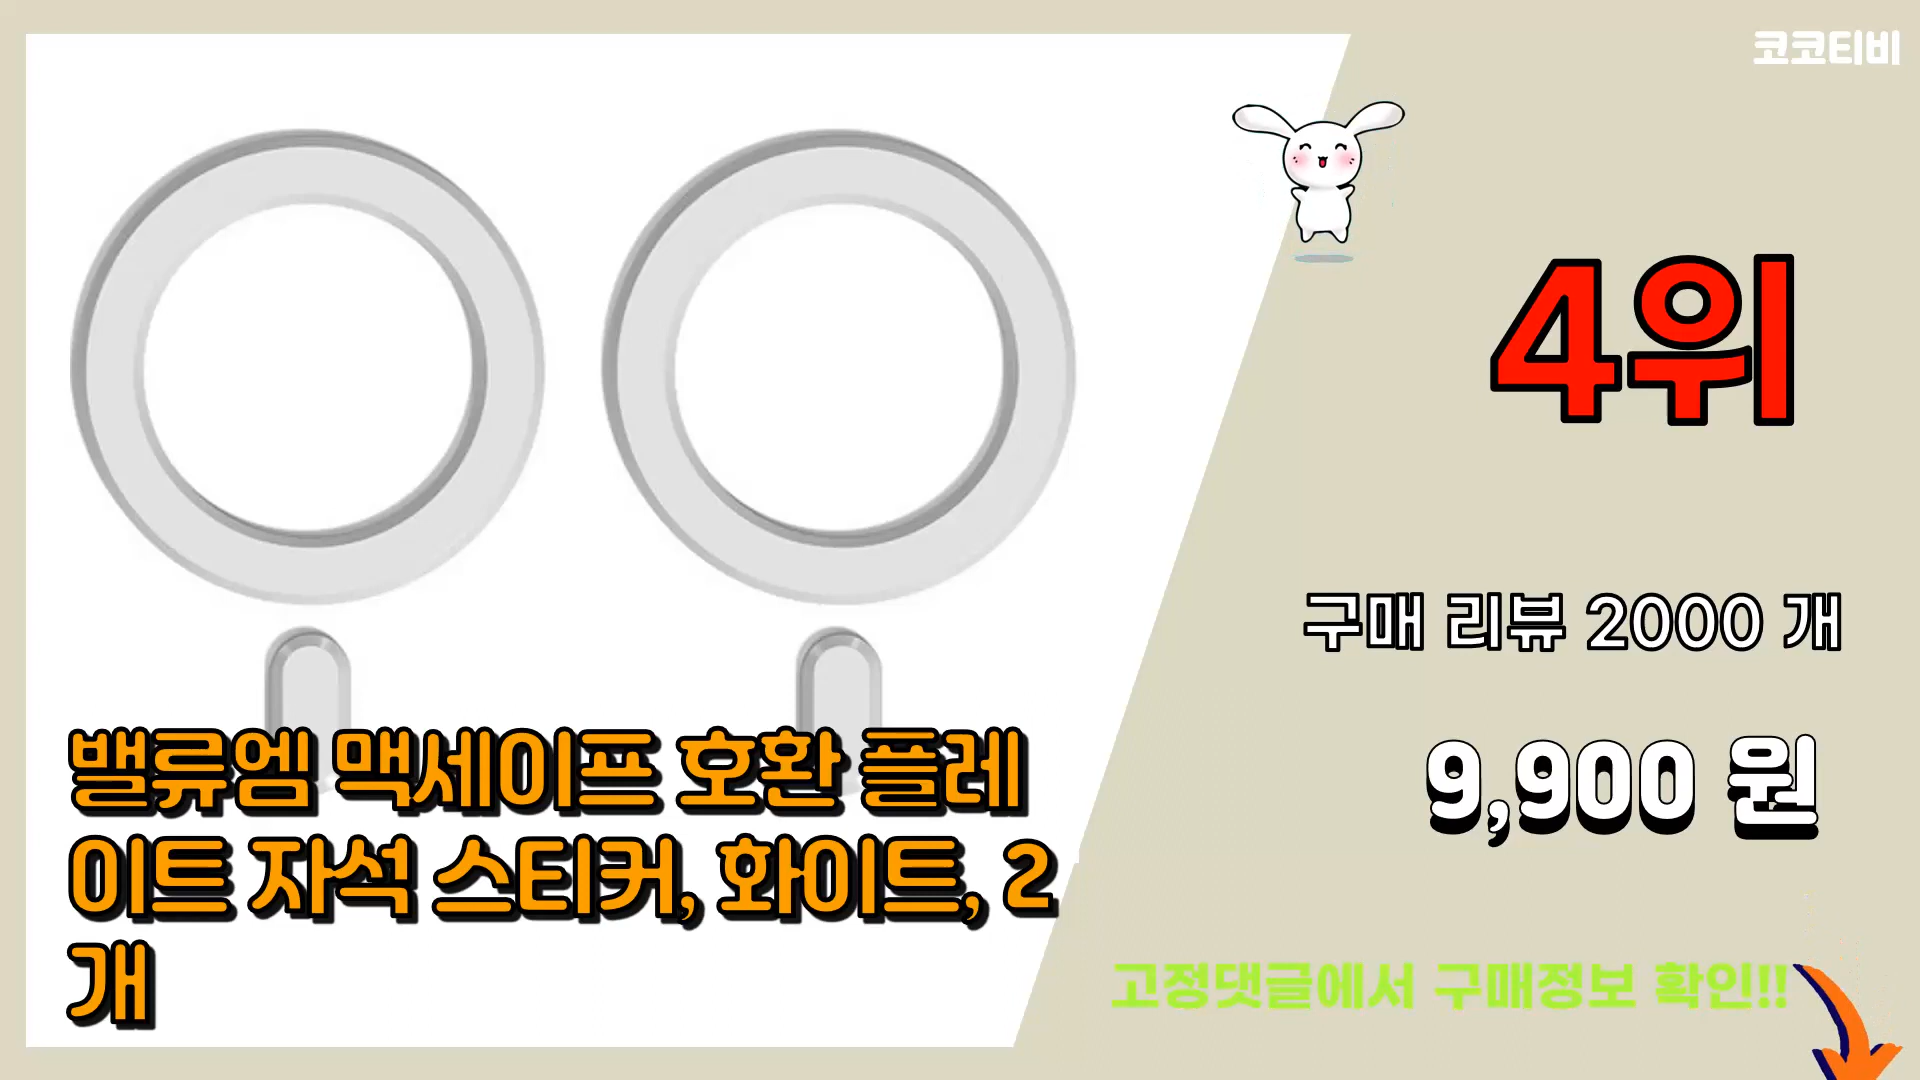 코코티비
4위
구매 리뷰 2000 개
9,900 원
밸류엠 맥세이프 호환 플레
이트 자석 스티커, 화이트, 2
개
고정댓글에서 구매정보 확인!!